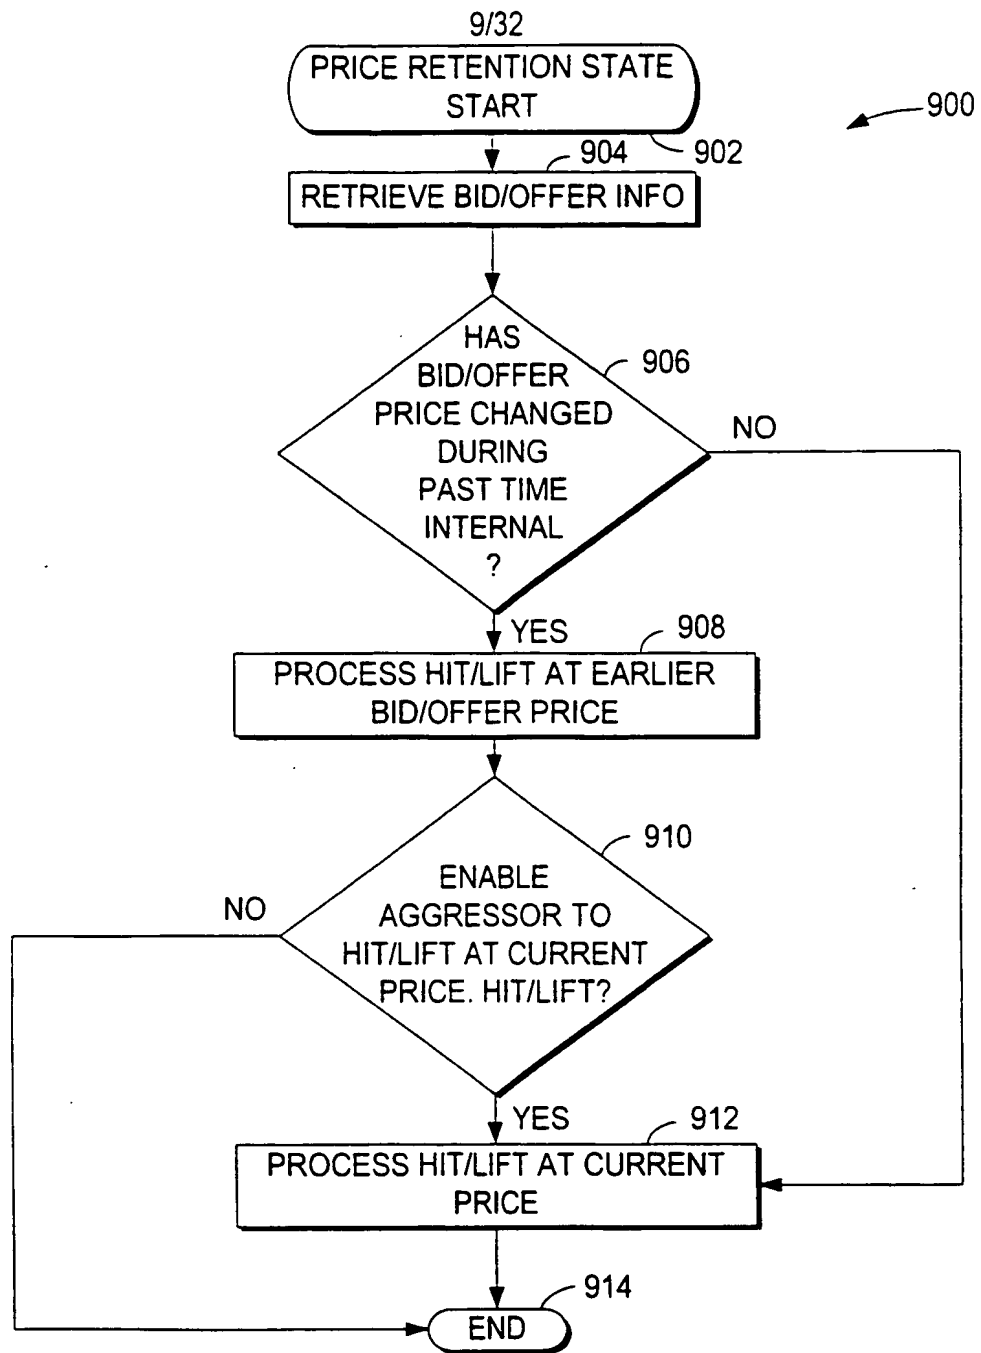 9/32
PRICE RETENTION STATE
START
900
902
904
RETRIEVE BID/OFFER INFO
HAS
BID/OFFER
PRICE CHANGED
DURING
PAST TIME
INTERNAL
?
906
NO
YES
908
PROCESS HIT/LIFT AT EARLIER
BID/OFFER PRICE
910
ENABLE
AGGRESSOR TO
HIT/LIFT AT CURRENT
PRICE. HIT/LIFT?
NO
YES
912
PROCESS HIT/LIFT AT CURRENT
PRICE
914
END